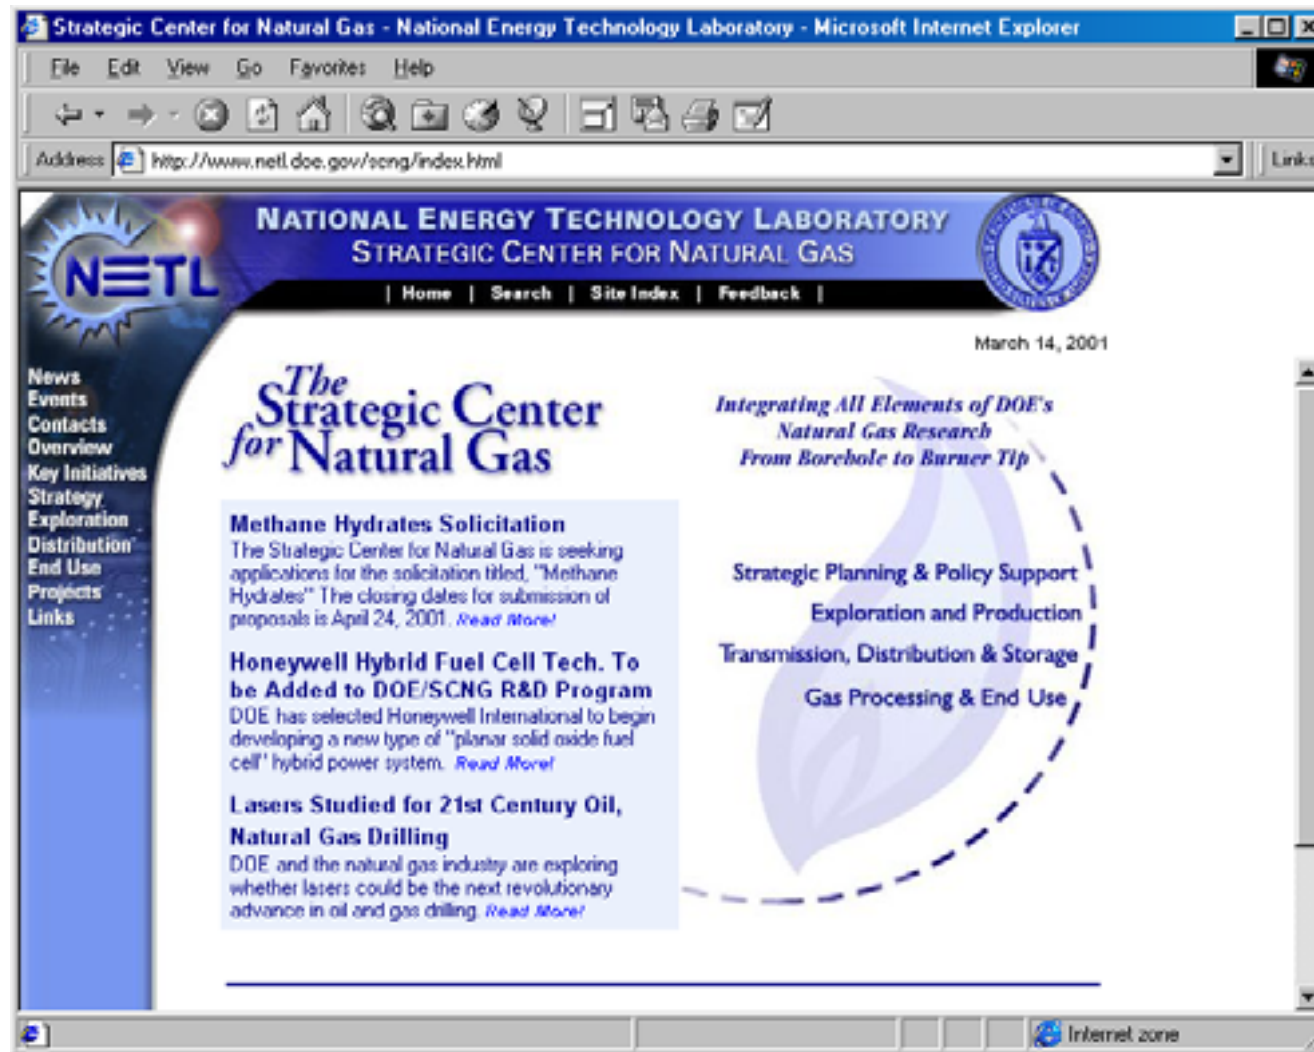 Strategic Center for Natural Gas - National Energy Technology Laboratory - Microsoft Internet Explorer
File Edit View Go Favorites Help
Address http://www.netl.doe.gov/scng/index.html Links
NATIONAL ENERGY TECHNOLOGY LABORATORY
STRATEGIC CENTER FOR NATURAL GAS
NETL
| Home | Search | Site Index | Feedback |
March 14, 2001
News
Events
Contacts
Overview
Key Initiatives
Strategy
Exploration
Distribution
End Use
Projects
Links
The
Strategic Center
for Natural Gas
Methane Hydrates Solicitation
The Strategic Center for Natural Gas is seeking
applications for the solicitation titled, "Methane
Hydrates" The closing dates for submission of
proposals is April 24, 2001. Read More!
Honeywell Hybrid Fuel Cell Tech. To
be Added to DOE/SCNG R&D Program
DOE has selected Honeywell International to begin
developing a new type of "planar solid oxide fuel
cell" hybrid power system. Read More!
Lasers Studied for 21st Century Oil,
Natural Gas Drilling
DOE and the natural gas industry are exploring
whether lasers could be the next revolutionary
advance in oil and gas drilling. Read More!
Integrating All Elements of DOE's
Natural Gas Research
From Borehole to Burner Tip
Strategic Planning & Policy Support
Exploration and Production
Transmission, Distribution & Storage
Gas Processing & End Use
Internet zone